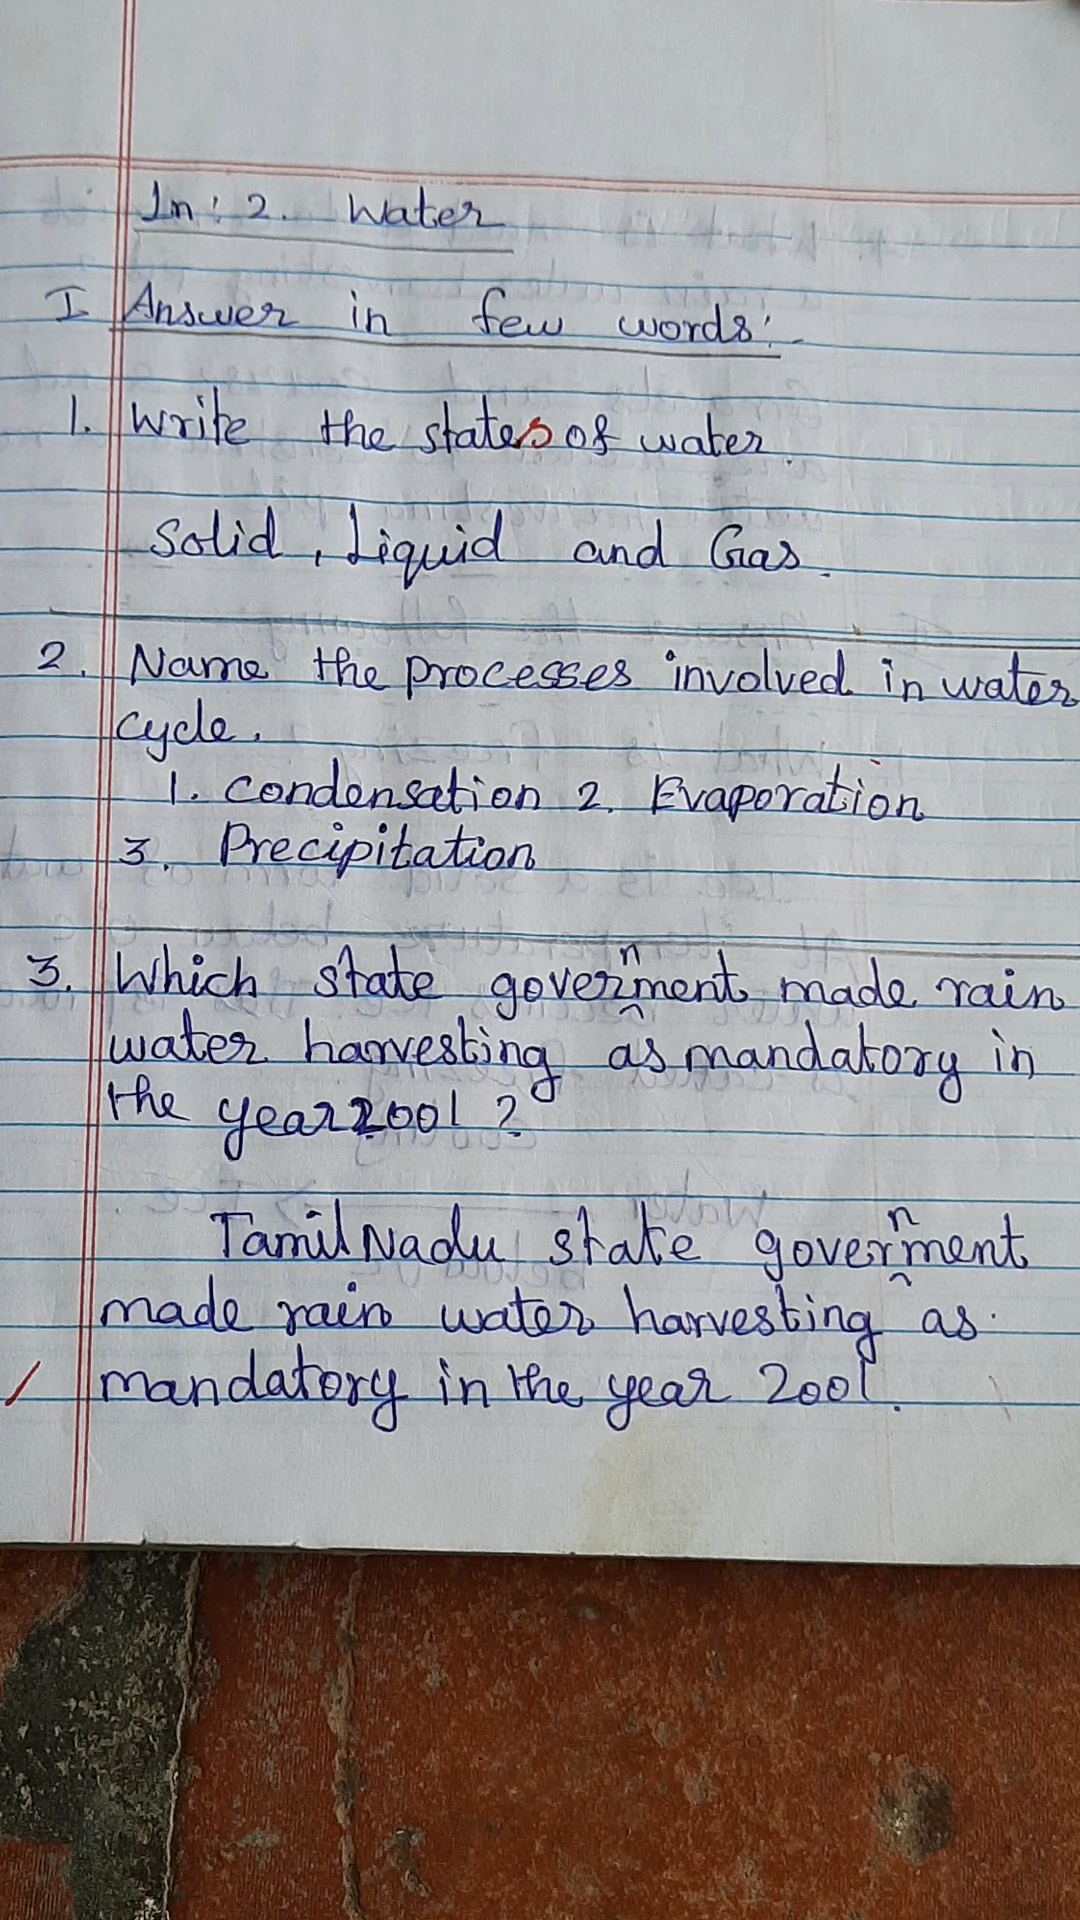 Ln: 2. Water
I Answer in few words:-
1. Write the states of water.
Solid, Liquid and Gas.
2. Name the processes involved in water
cycle.
1. Condensation 2. Evaporation
3. Precipitation
3. Which state government made rain
water harvesting as mandatory in
the year 2001?
Tamil Nadu state government
made rain water harvesting as
mandatory in the year 2001.